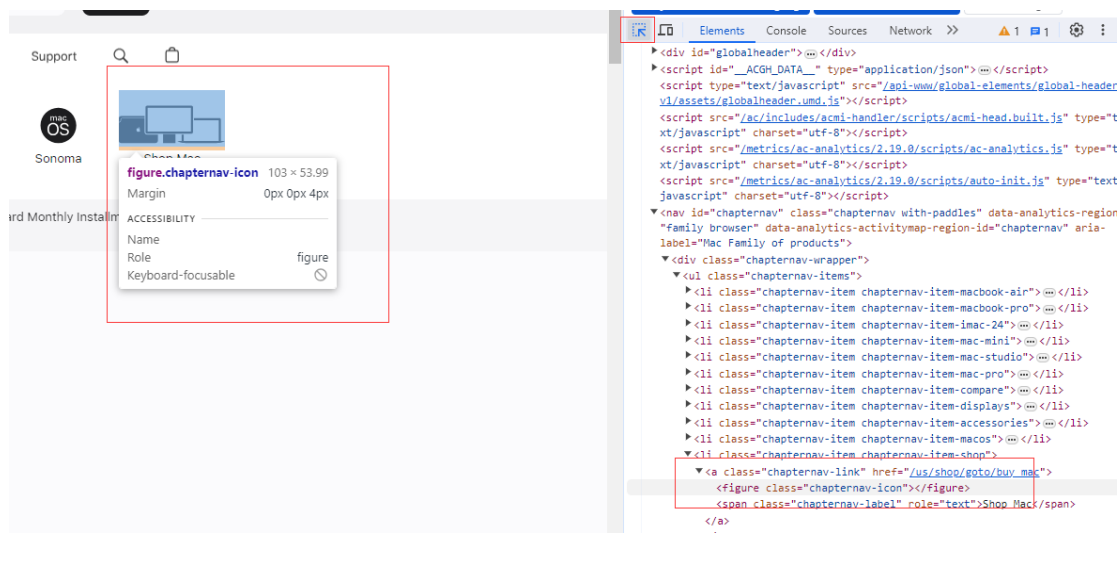 Support
mac
OS
Sonoma
Shop Mac
figure.chapternav-icon 103 × 53.99
Margin 0px 0px 4px
ACCESSIBILITY
Name
Role figure
Keyboard-focusable
ard Monthly Installm
Elements Console Sources Network 1 1
<div id="globalheader"> </div>
<script id="__ACGH_DATA__" type="application/json"> </script>
<script type="text/javascript" src="/api-www/global-elements/global-header
v1/assets/globalheader.umd.js"></script>
<script src="/ac/includes/acmi-handler/scripts/acmi-head.built.js" type="t
xt/javascript" charset="utf-8"></script>
<script src="/metrics/ac-analytics/2.19.0/scripts/ac-analytics.js" type="t
xt/javascript" charset="utf-8"></script>
<script src="/metrics/ac-analytics/2.19.0/scripts/auto-init.js" type="text
javascript" charset="utf-8"></script>
<nav id="chapternav" class="chapternav with-paddles" data-analytics-region
"family browser" data-analytics-activitymap-region-id="chapternav" aria-
label="Mac Family of products">
<div class="chapternav-wrapper">
<ul class="chapternav-items">
<li class="chapternav-item chapternav-item-macbook-air"> </li>
<li class="chapternav-item chapternav-item-macbook-pro"> </li>
<li class="chapternav-item chapternav-item-imac-24"> </li>
<li class="chapternav-item chapternav-item-mac-mini"> </li>
<li class="chapternav-item chapternav-item-mac-studio"> </li>
<li class="chapternav-item chapternav-item-mac-pro"> </li>
<li class="chapternav-item chapternav-item-compare"> </li>
<li class="chapternav-item chapternav-item-displays"> </li>
<li class="chapternav-item chapternav-item-accessories"> </li>
<li class="chapternav-item chapternav-item-macos"> </li>
<li class="chapternav-item chapternav-item-shop">
<a class="chapternav-link" href="/us/shop/goto/buy_mac">
<figure class="chapternav-icon"></figure>
<span class="chapternav-label" role="text">Shop Mac</span>
</a>